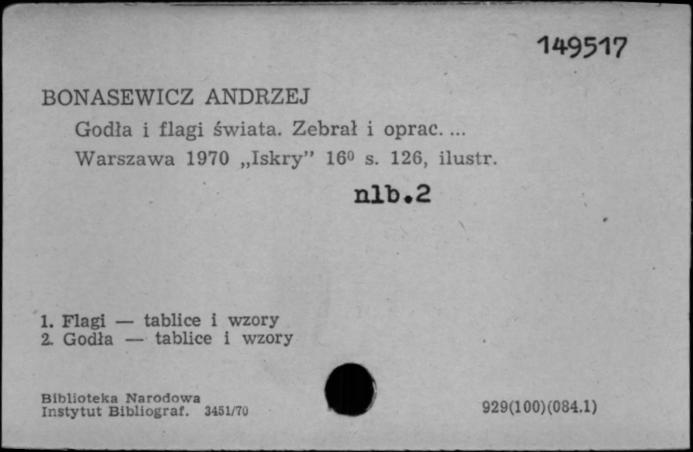 149517
BONASEWICZ ANDRZEJ
Godła i flagi świata. Zebrał i oprac. ...
Warszawa 1970 „Iskry” 16⁰ s. 126, ilustr.
nlb.2
1. Flagi — tablice i wzory
2. Godła — tablice i wzory
Biblioteka Narodowa
Instytut Bibliograf. 3451/70
929(100)(084.1)